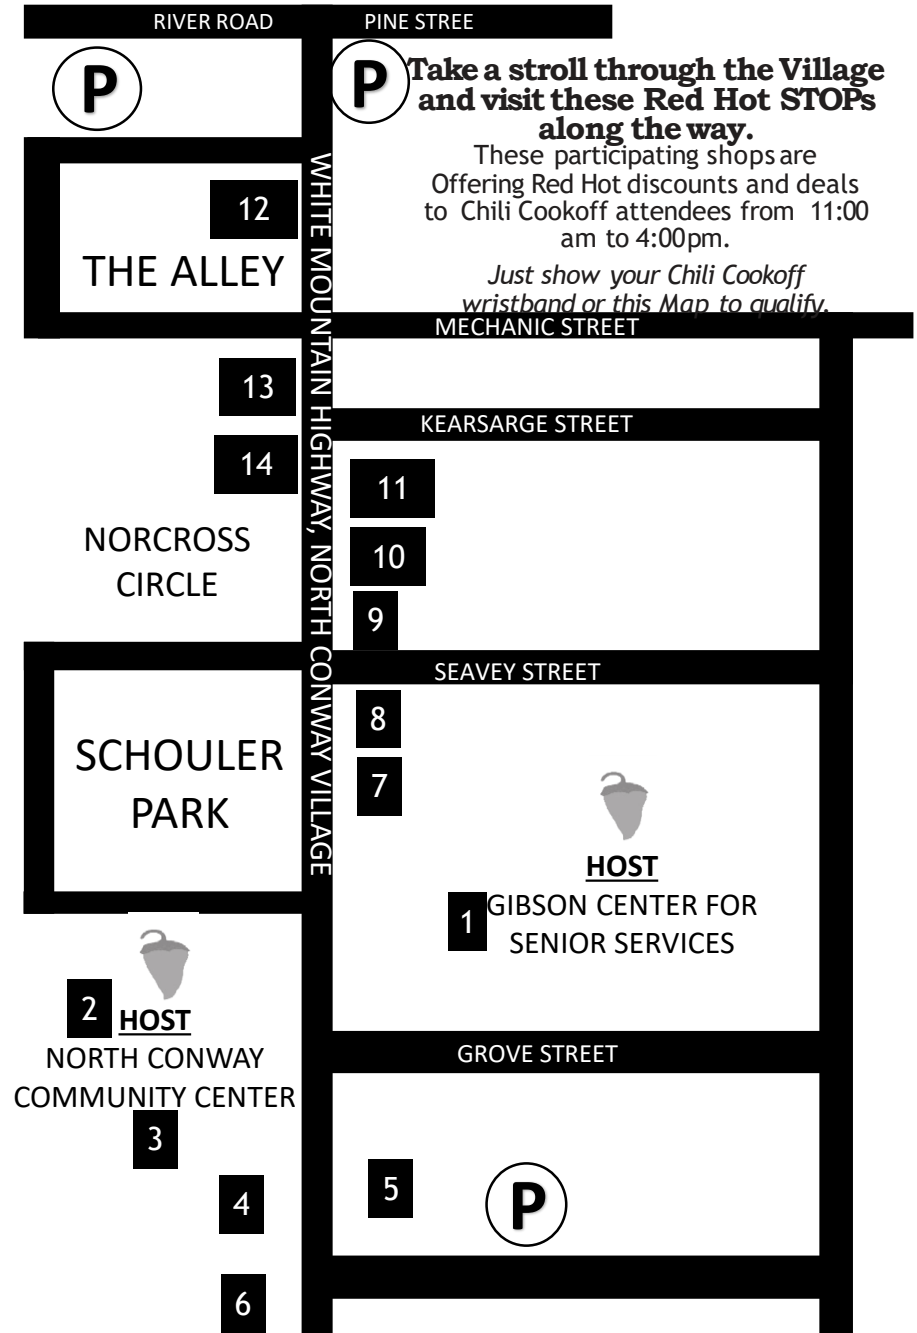 RIVER ROAD
PINE STREE
P
P
Take a stroll through the Village
and visit these Red Hot STOPs
along the way.
These participating shops are
Offering Red Hot discounts and deals
to Chili Cookoff attendees from 11:00
am to 4:00pm.
Just show your Chili Cookoff
wristband or this Map to qualify.
12
THE ALLEY
WHITE MOUNTAIN HIGHWAY, NORTH CONWAY VILLAGE
MECHANIC STREET
13
KEARSARGE STREET
14
11
NORCROSS
CIRCLE
10
9
SEAVEY STREET
8
SCHOULER
PARK
7
HOST
1
GIBSON CENTER FOR
SENIOR SERVICES
2
HOST
NORTH CONWAY
COMMUNITY CENTER
GROVE STREET
3
4
5
P
6